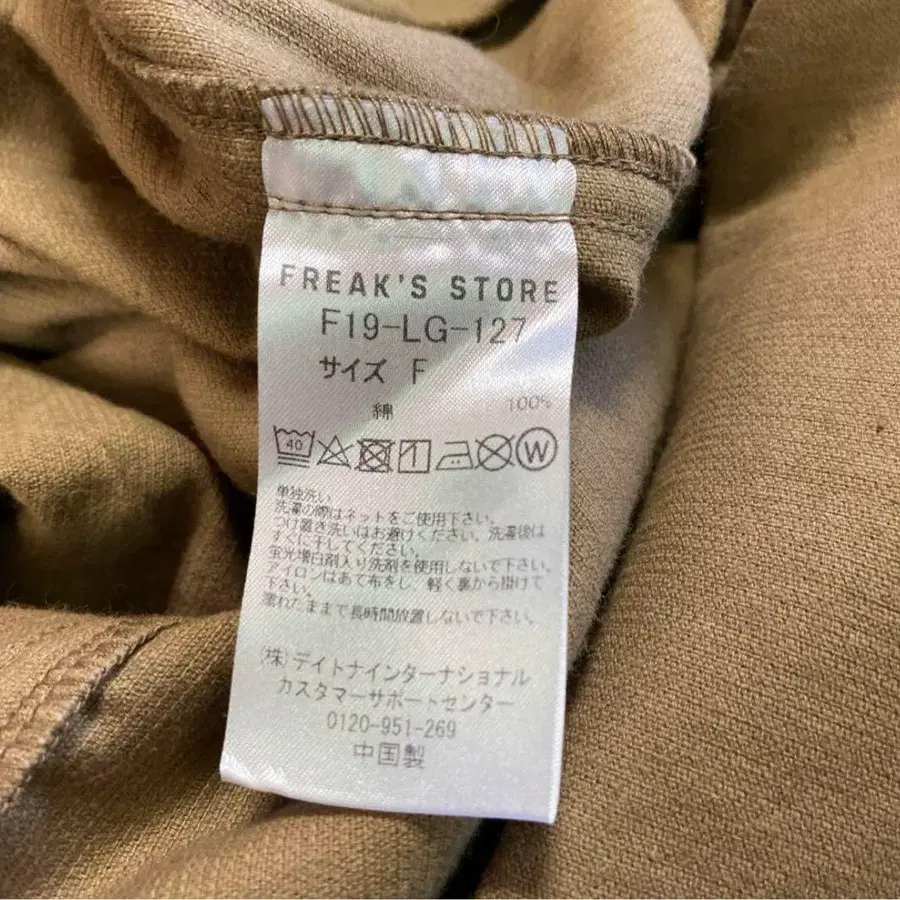 FREAK'S STORE
F19-LG-127
サイズ F
綿 100%
40 W
単独洗い
洗濯の際はネットをご使用下さい。
つけ置き洗いはお避けください。洗濯後は
すぐに干してください。
蛍光増白剤入り洗剤を使用しないで下さい。
アイロンはあて布をし、軽く裏から掛けて
下さい。
濡れたままで長時間放置しないで下さい。
(株)デイトナインターナショナル
カスタマーサポートセンター
0120-951-269
中国製